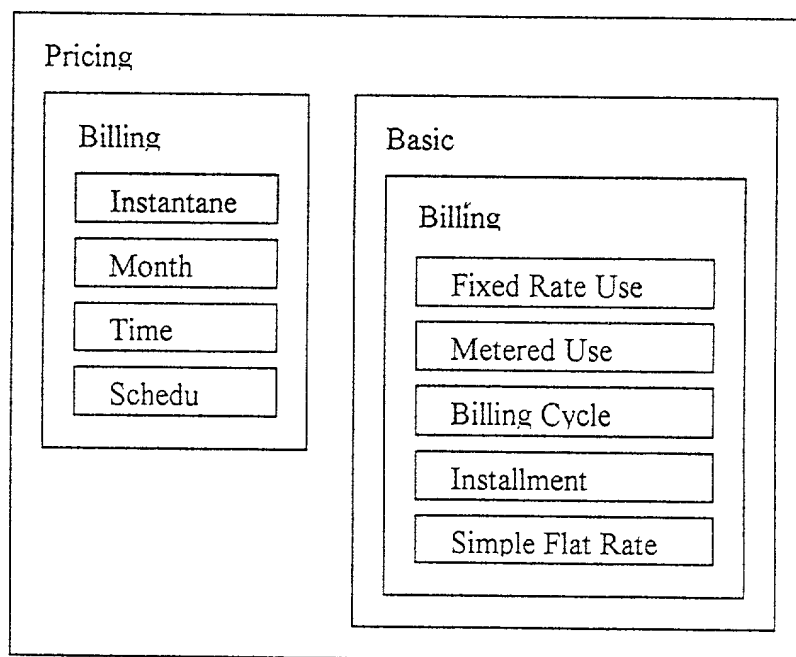 Pricing
Billing
Instantane
Month
Time
Schedu
Basic
Billing
Fixed Rate Use
Metered Use
Billing Cycle
Installment
Simple Flat Rate